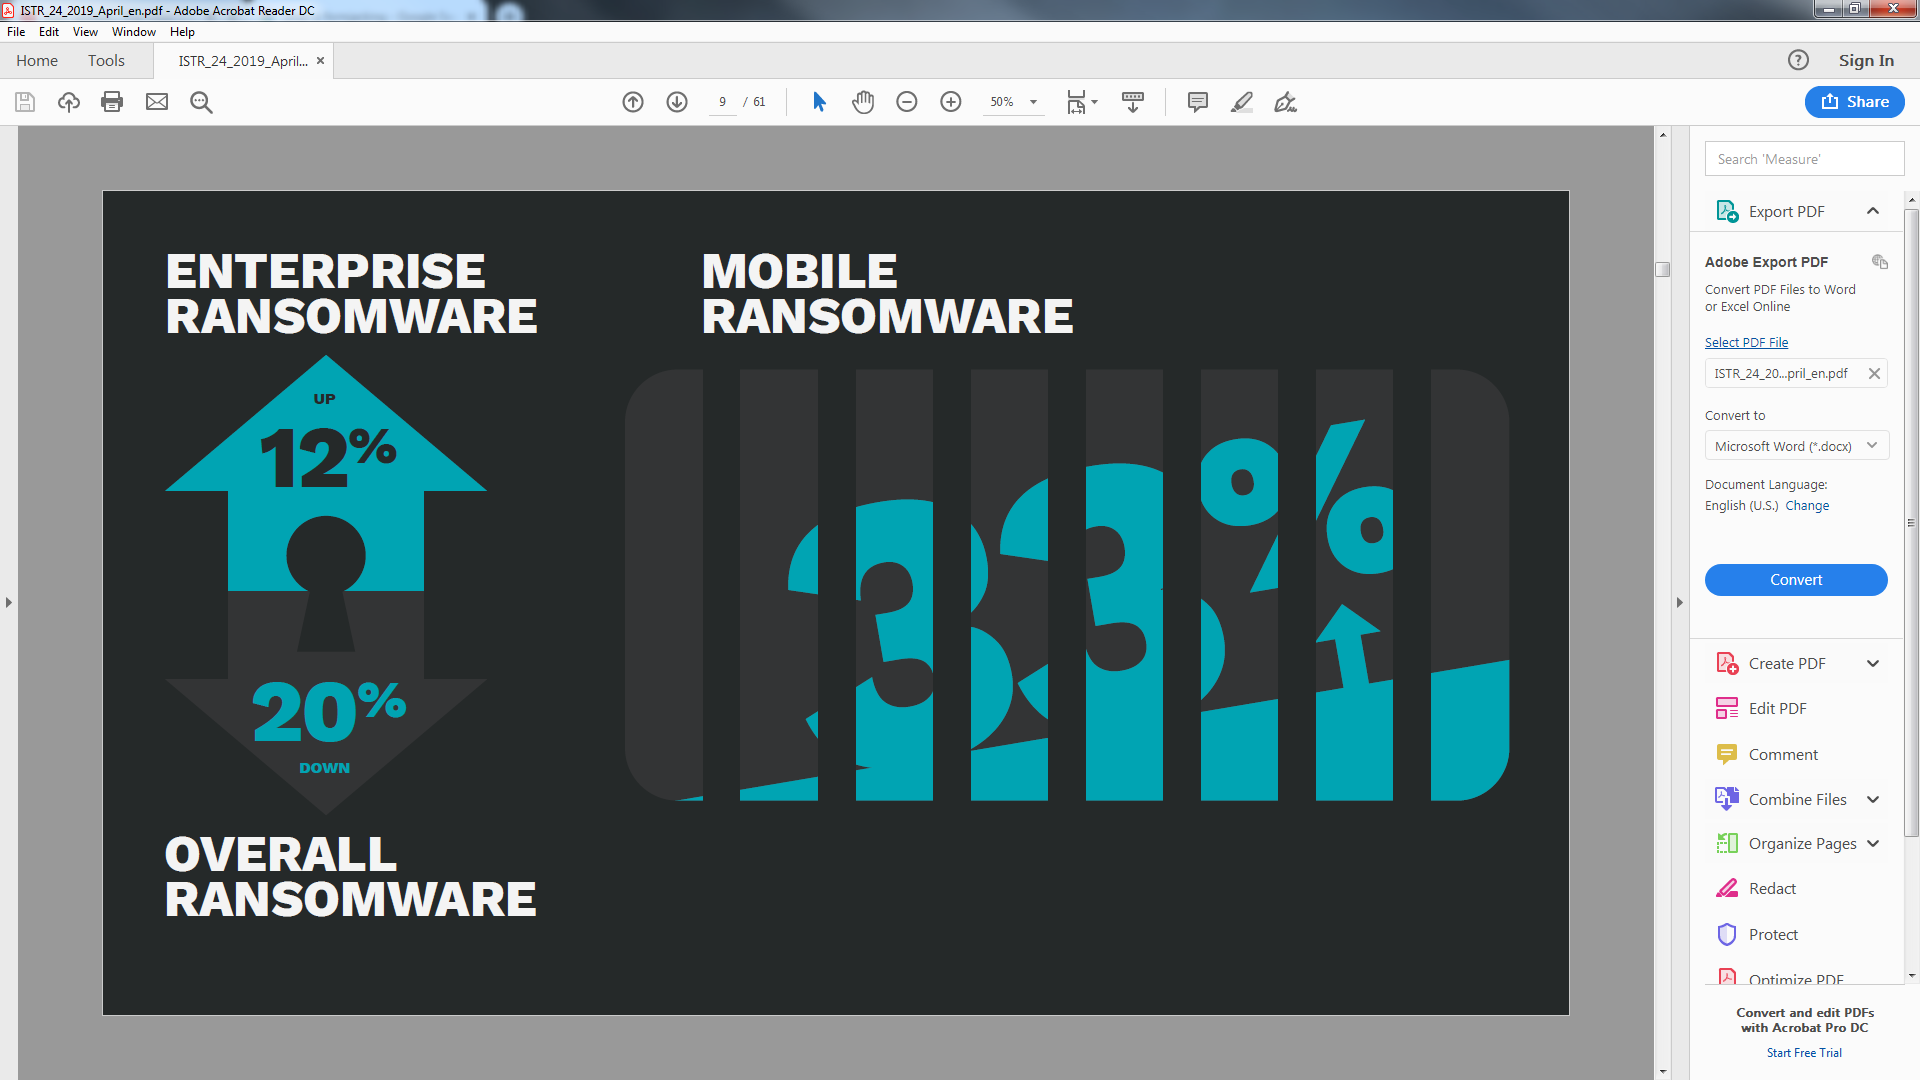 ISTR_24_2019_April_en.pdf - Adobe Acrobat Reader DC
File Edit View Window Help
Home Tools ISTR_24_2019_April... ×
Sign In
9 / 61
50%
Share
ENTERPRISE
RANSOMWARE
UP
12%
20%
DOWN
OVERALL
RANSOMWARE
MOBILE
RANSOMWARE
33%
Search 'Measure'
Export PDF
Adobe Export PDF
Convert PDF Files to Word
or Excel Online
Select PDF File
ISTR_24_20...pril_en.pdf
Convert to
Microsoft Word (*.docx)
Document Language:
English (U.S.) Change
Convert
Create PDF
Edit PDF
Comment
Combine Files
Organize Pages
Redact
Protect
Optimize PDF
Convert and edit PDFs
with Acrobat Pro DC
Start Free Trial